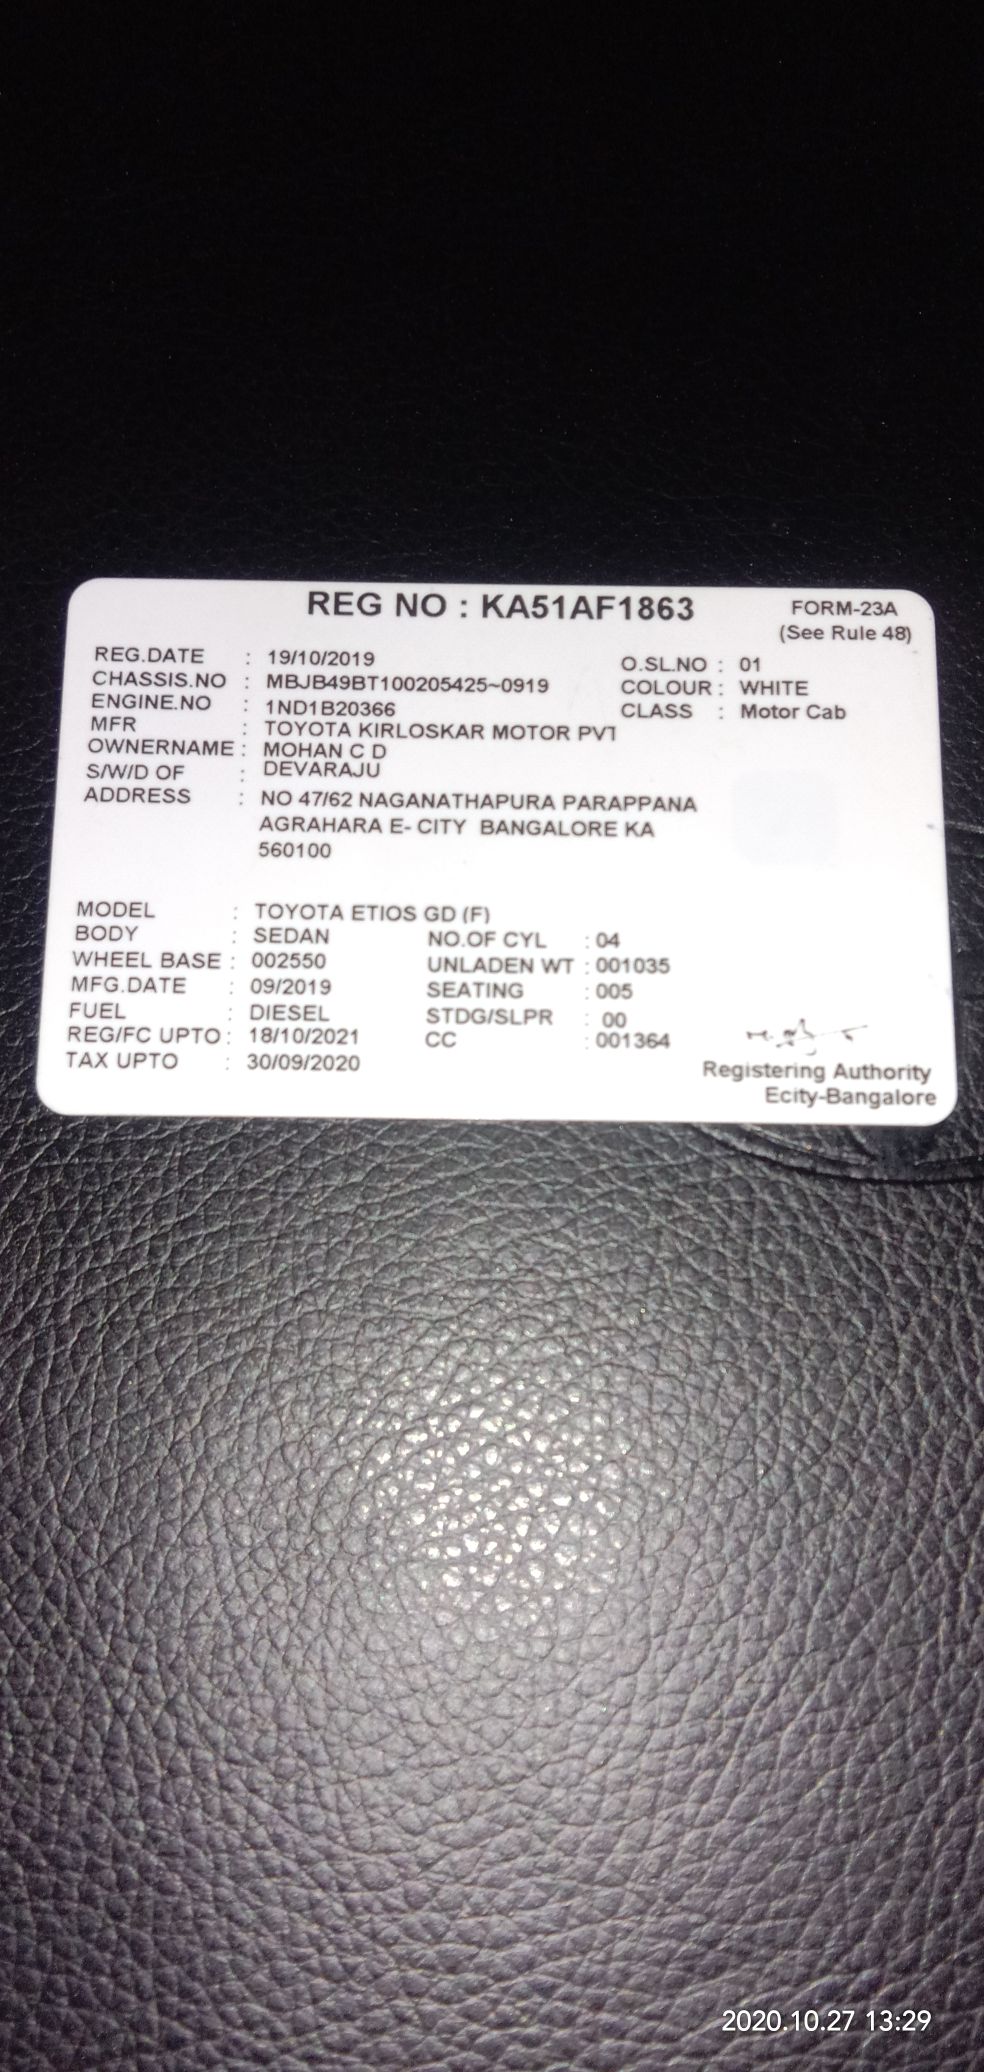 REG NO : KA51AF1863
FORM-23A
(See Rule 48)
REG.DATE : 19/10/2019
O.SL.NO : 01
CHASSIS.NO : MBJB49BT100205425~0919
COLOUR : WHITE
ENGINE.NO : 1ND1B20366
CLASS : Motor Cab
MFR : TOYOTA KIRLOSKAR MOTOR PVT
OWNERNAME : MOHAN C D
S/W/D OF : DEVARAJU
ADDRESS : NO 47/62 NAGANATHAPURA PARAPPANA
AGRAHARA E- CITY BANGALORE KA
560100
MODEL : TOYOTA ETIOS GD (F)
BODY : SEDAN NO.OF CYL : 04
WHEEL BASE : 002550 UNLADEN WT : 001035
MFG.DATE : 09/2019 SEATING : 005
FUEL : DIESEL STDG/SLPR : 00
REG/FC UPTO : 18/10/2021 CC : 001364
TAX UPTO : 30/09/2020
Registering Authority
Ecity-Bangalore
2020.10.27 13:29